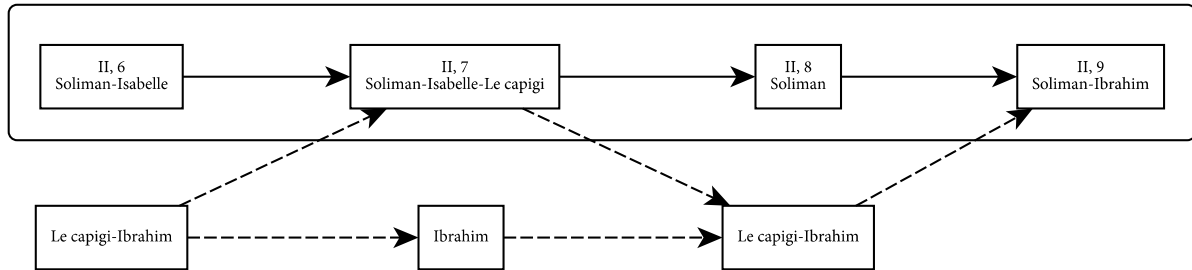 II, 6
Soliman-Isabelle
II, 7
Soliman-Isabelle-Le capigi
II, 8
Soliman
II, 9
Soliman-Ibrahim
Le capigi-Ibrahim
Ibrahim
Le capigi-Ibrahim